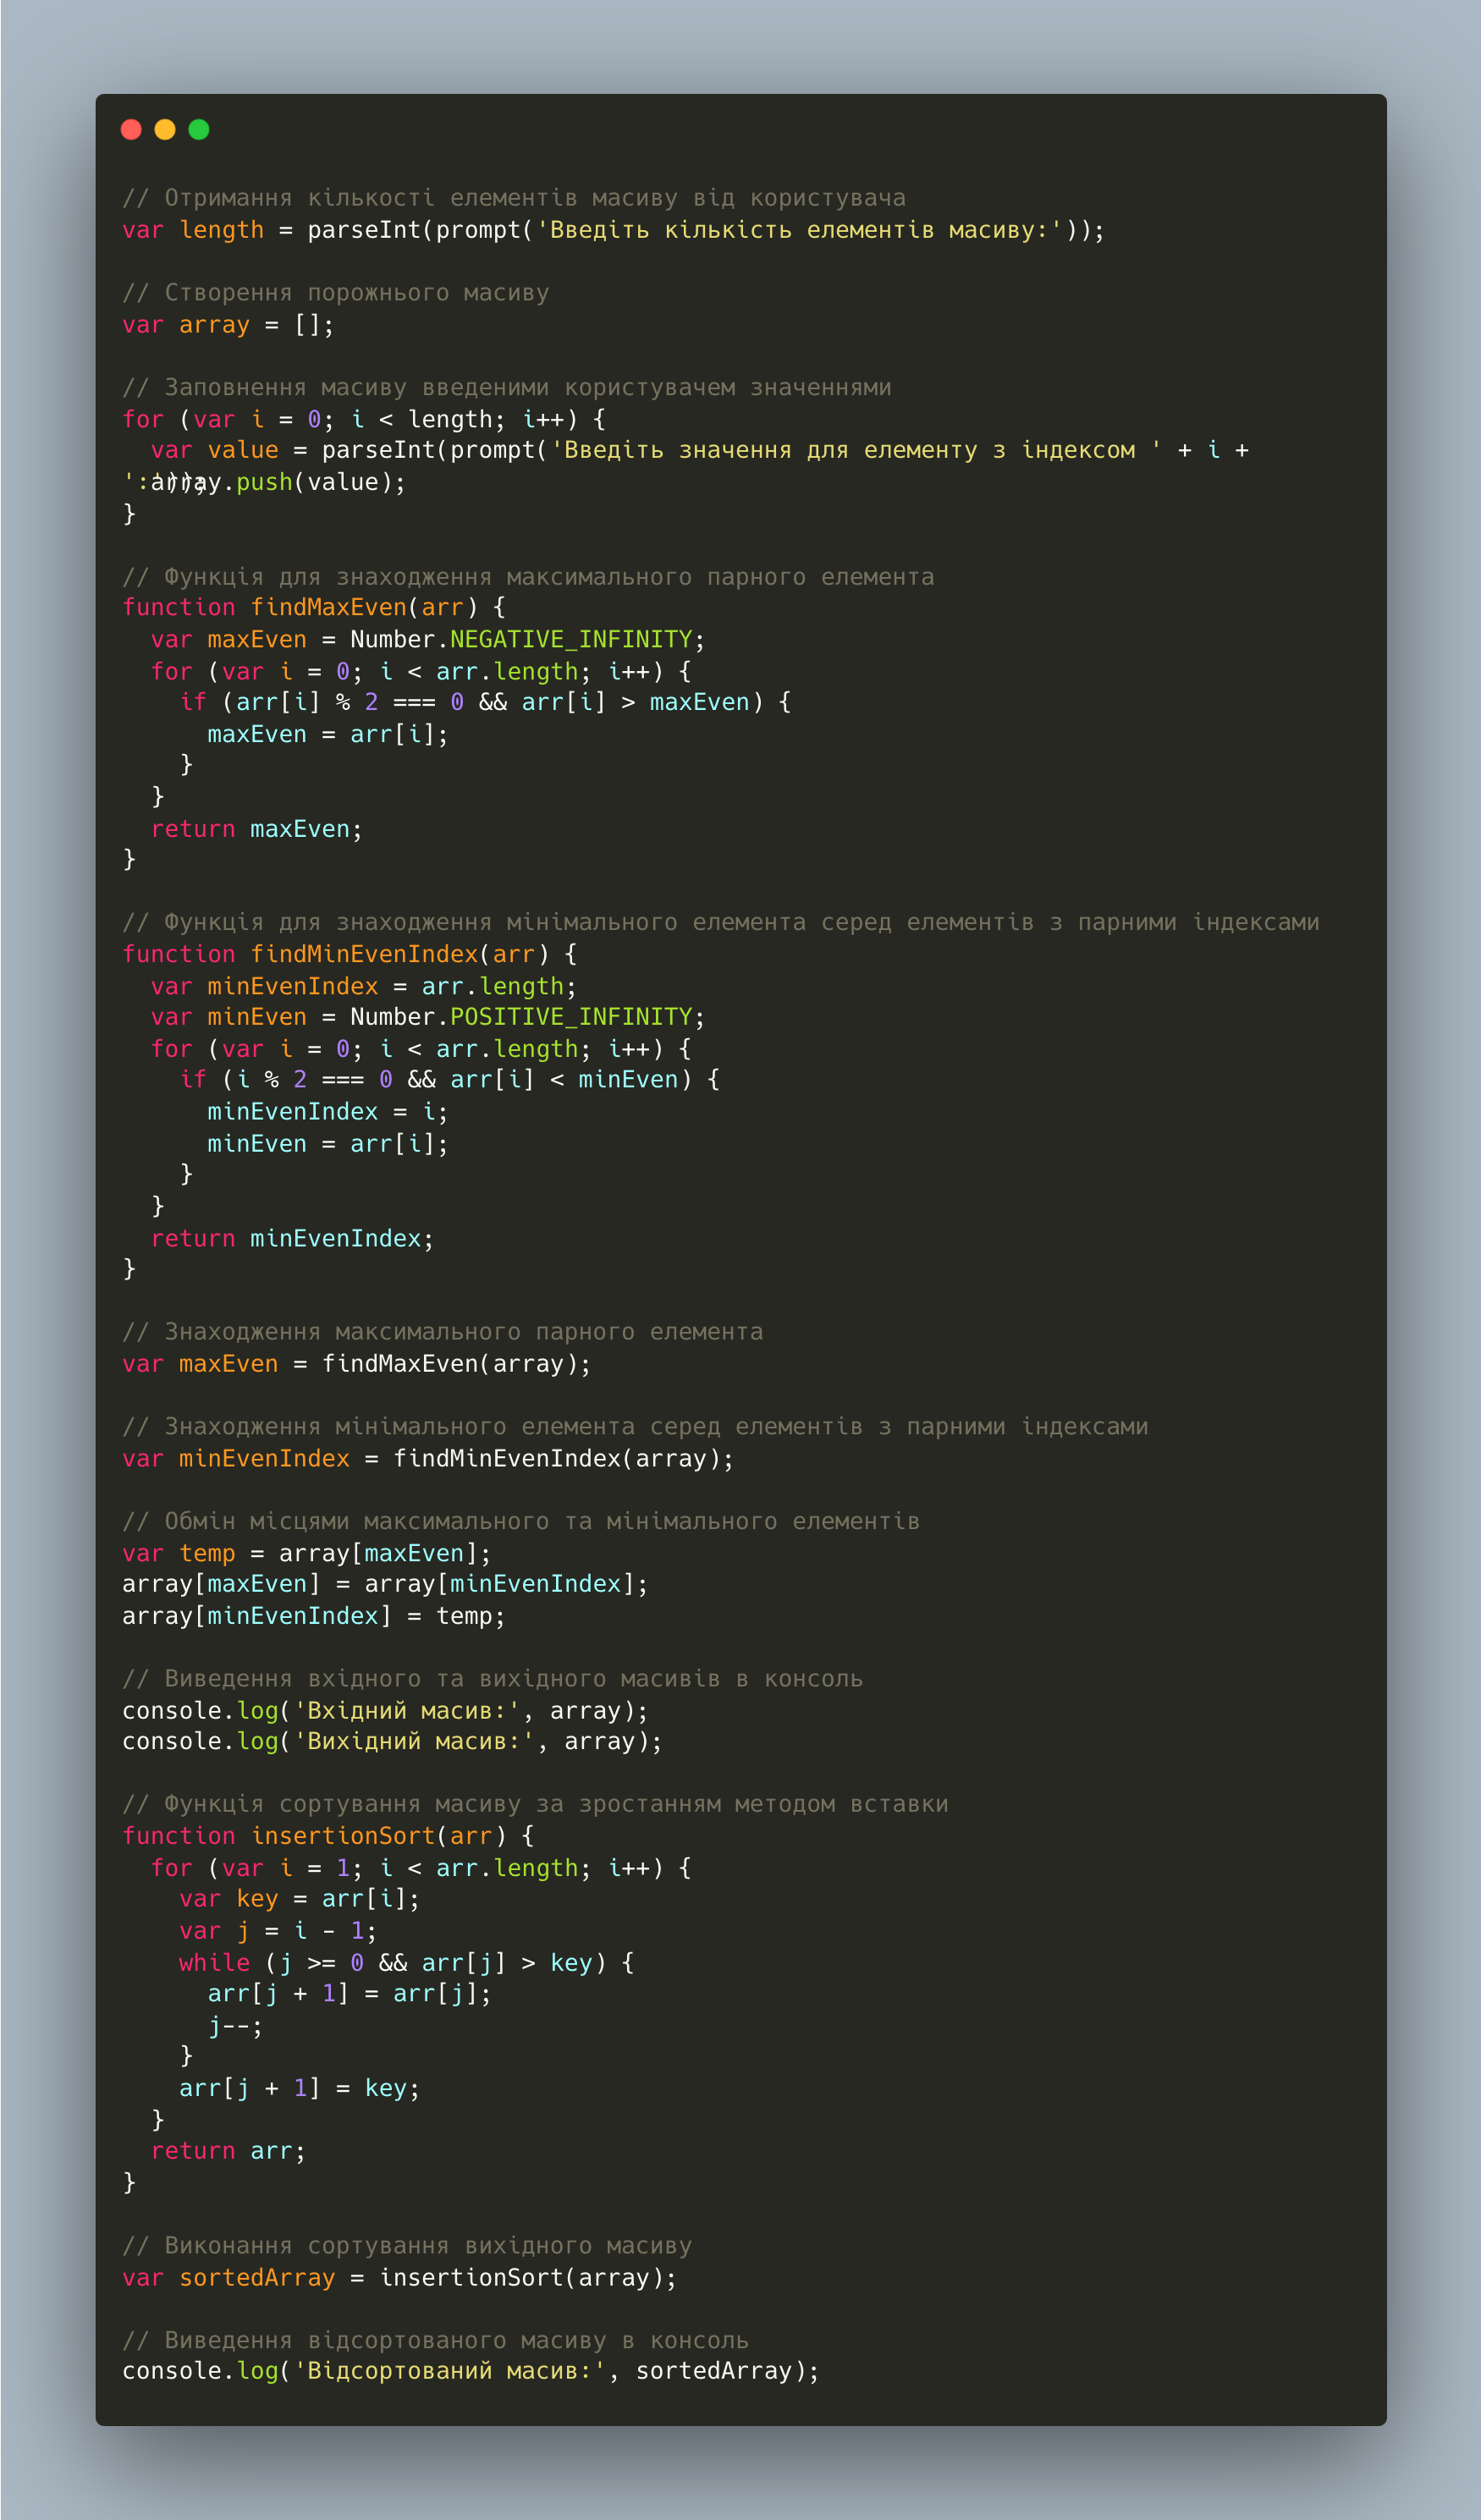 // Отримання кількості елементів масиву від користувача
var length = parseInt(prompt('Введіть кількість елементів масиву:'));

// Створення порожнього масиву
var array = [];

// Заповнення масиву введеними користувачем значеннями
for (var i = 0; i < length; i++) {
  var value = parseInt(prompt('Введіть значення для елементу з індексом ' + i +
':'));
  array.push(value);
}

// Функція для знаходження максимального парного елемента
function findMaxEven(arr) {
  var maxEven = Number.NEGATIVE_INFINITY;
  for (var i = 0; i < arr.length; i++) {
    if (arr[i] % 2 === 0 && arr[i] > maxEven) {
      maxEven = arr[i];
    }
  }
  return maxEven;
}

// Функція для знаходження мінімального елемента серед елементів з парними індексами
function findMinEvenIndex(arr) {
  var minEvenIndex = arr.length;
  var minEven = Number.POSITIVE_INFINITY;
  for (var i = 0; i < arr.length; i++) {
    if (i % 2 === 0 && arr[i] < minEven) {
      minEvenIndex = i;
      minEven = arr[i];
    }
  }
  return minEvenIndex;
}

// Знаходження максимального парного елемента
var maxEven = findMaxEven(array);

// Знаходження мінімального елемента серед елементів з парними індексами
var minEvenIndex = findMinEvenIndex(array);

// Обмін місцями максимального та мінімального елементів
var temp = array[maxEven];
array[maxEven] = array[minEvenIndex];
array[minEvenIndex] = temp;

// Виведення вхідного та вихідного масивів в консоль
console.log('Вхідний масив:', array);
console.log('Вихідний масив:', array);

// Функція сортування масиву за зростанням методом вставки
function insertionSort(arr) {
  for (var i = 1; i < arr.length; i++) {
    var key = arr[i];
    var j = i - 1;
    while (j >= 0 && arr[j] > key) {
      arr[j + 1] = arr[j];
      j--;
    }
    arr[j + 1] = key;
  }
  return arr;
}

// Виконання сортування вихідного масиву
var sortedArray = insertionSort(array);

// Виведення відсортованого масиву в консоль
console.log('Відсортований масив:', sortedArray);